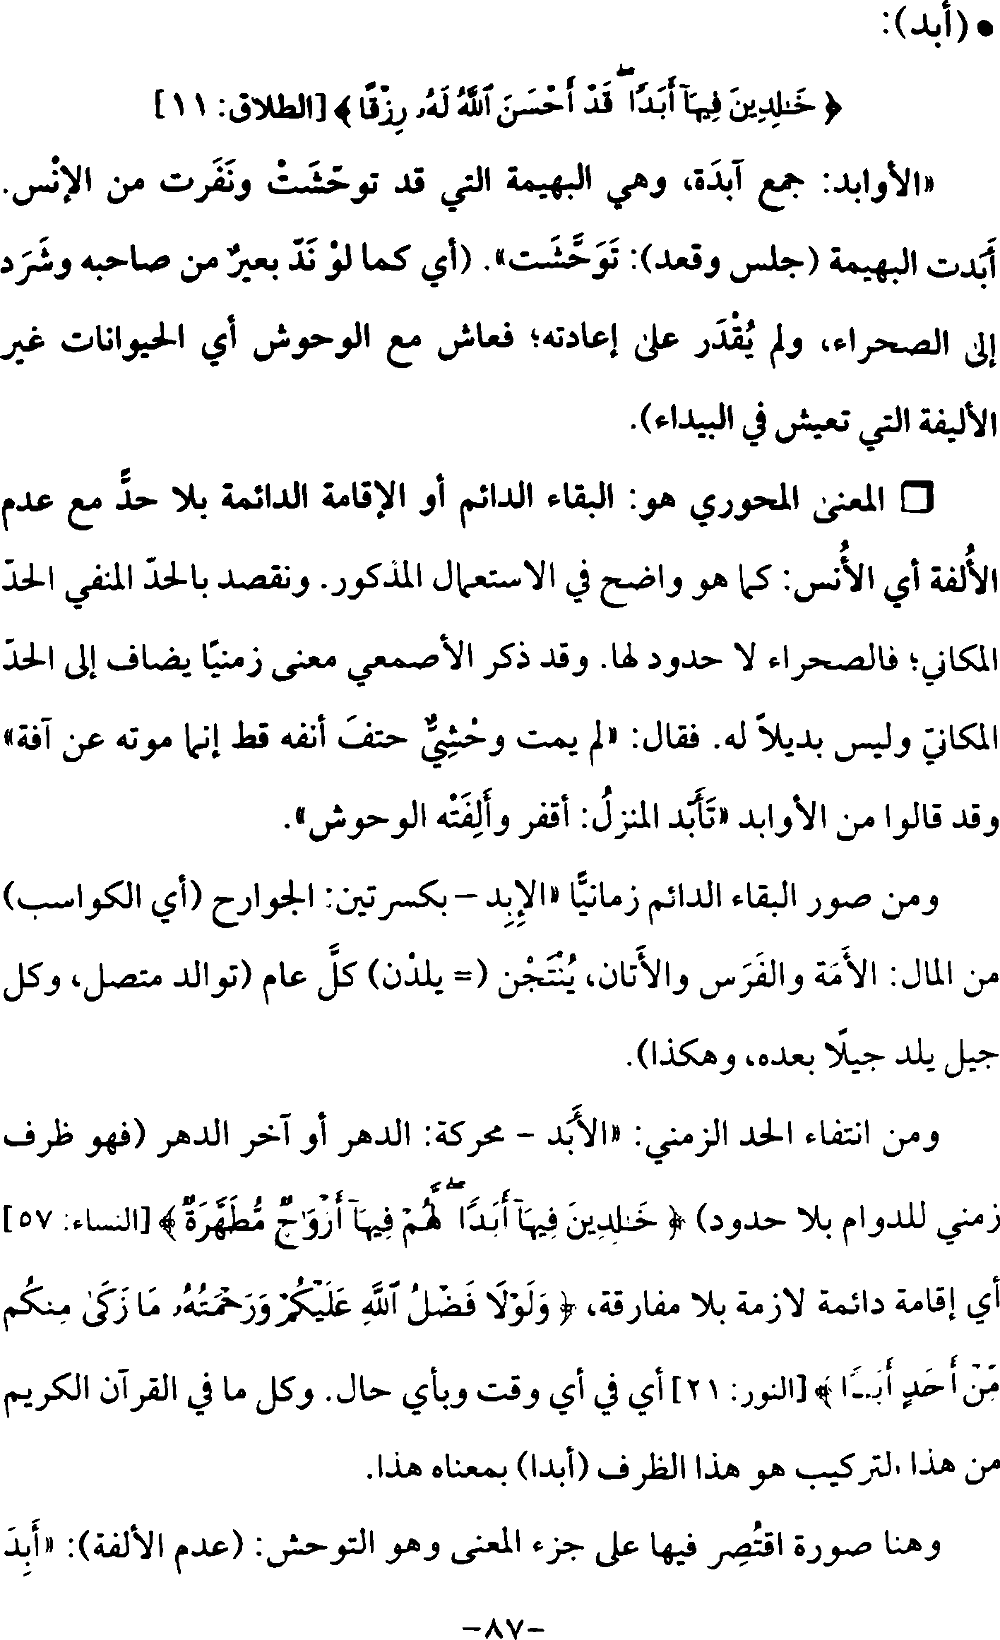 • (أبد):
﴿ خَـٰلِدِينَ فِيهَآ أَبَدًا ۖ قَدْ أَحْسَنَ ٱللَّهُ لَهُۥ رِزْقًا ﴾ [الطلاق: ١١]
«الأوابد: جمع آبدَة، وهي البهيمة التي قد توحّشَتْ ونَفَرت من الإنْس.
أَبَدت البهيمة (جلس وقعد): تَوَحَّشَت». (أي كما لوْ نَدّ بعيرٌ من صاحبه وشَرَد
إلى الصحراء، ولم يُقْدَر على إعادته؛ فعاش مع الوحوش أي الحيوانات غير
الأليفة التي تعيش في البيداء).
❏ المعنى المحوري هو: البقاء الدائم أو الإقامة الدائمة بلا حدٍّ مع عدم
الأُلفة أي الأُنس: كما هو واضح في الاستعمال المذكور. ونقصد بالحدّ المنفي الحدّ
المكاني؛ فالصحراء لا حدود لها. وقد ذكر الأصمعي معنى زمنيًا يضاف إلى الحدّ
المكانيّ وليس بديلاً له. فقال: «لم يمت وحْشِيٌّ حتفَ أنفه قط إنما موته عن آفة»
وقد قالوا من الأوابد «تَأَبّد المنزلُ: أقفر وأَلِفَتْه الوحوش».
ومن صور البقاء الدائم زمانيًّا «الإِبِد – بكسرتين: الجوارح (أي الكواسب)
من المال: الأَمَة والفَرَس والأَتان، يُنْتَجْن (= يلدْن) كلَّ عام (توالد متصل، وكل
جيل يلد جيلًا بعده، وهكذا).
ومن انتفاء الحد الزمني: «الأَبَد – محركة: الدهر أو آخر الدهر (فهو ظرف
زمني للدوام بلا حدود) ﴿ خَـٰلِدِينَ فِيهَآ أَبَدًا ۖ لَّهُمْ فِيهَآ أَزْوَٰجٌ مُّطَهَّرَةٌ ﴾ [النساء: ٥٧]
أي إقامة دائمة لازمة بلا مفارقة، ﴿ وَلَوْلَا فَضْلُ ٱللَّهِ عَلَيْكُمْ وَرَحْمَتُهُۥ مَا زَكَىٰ مِنكُم
مِّنْ أَحَدٍ أَبَدًا ﴾ [النور: ٢١] أي في أي وقت وبأي حال. وكل ما في القرآن الكريم
من هذا التركيب هو هذا الظرف (أبدا) بمعناه هذا.
وهنا صورة اقتُصِر فيها على جزء المعنى وهو التوحش: (عدم الألفة): «أَبِدَ
-٨٧-